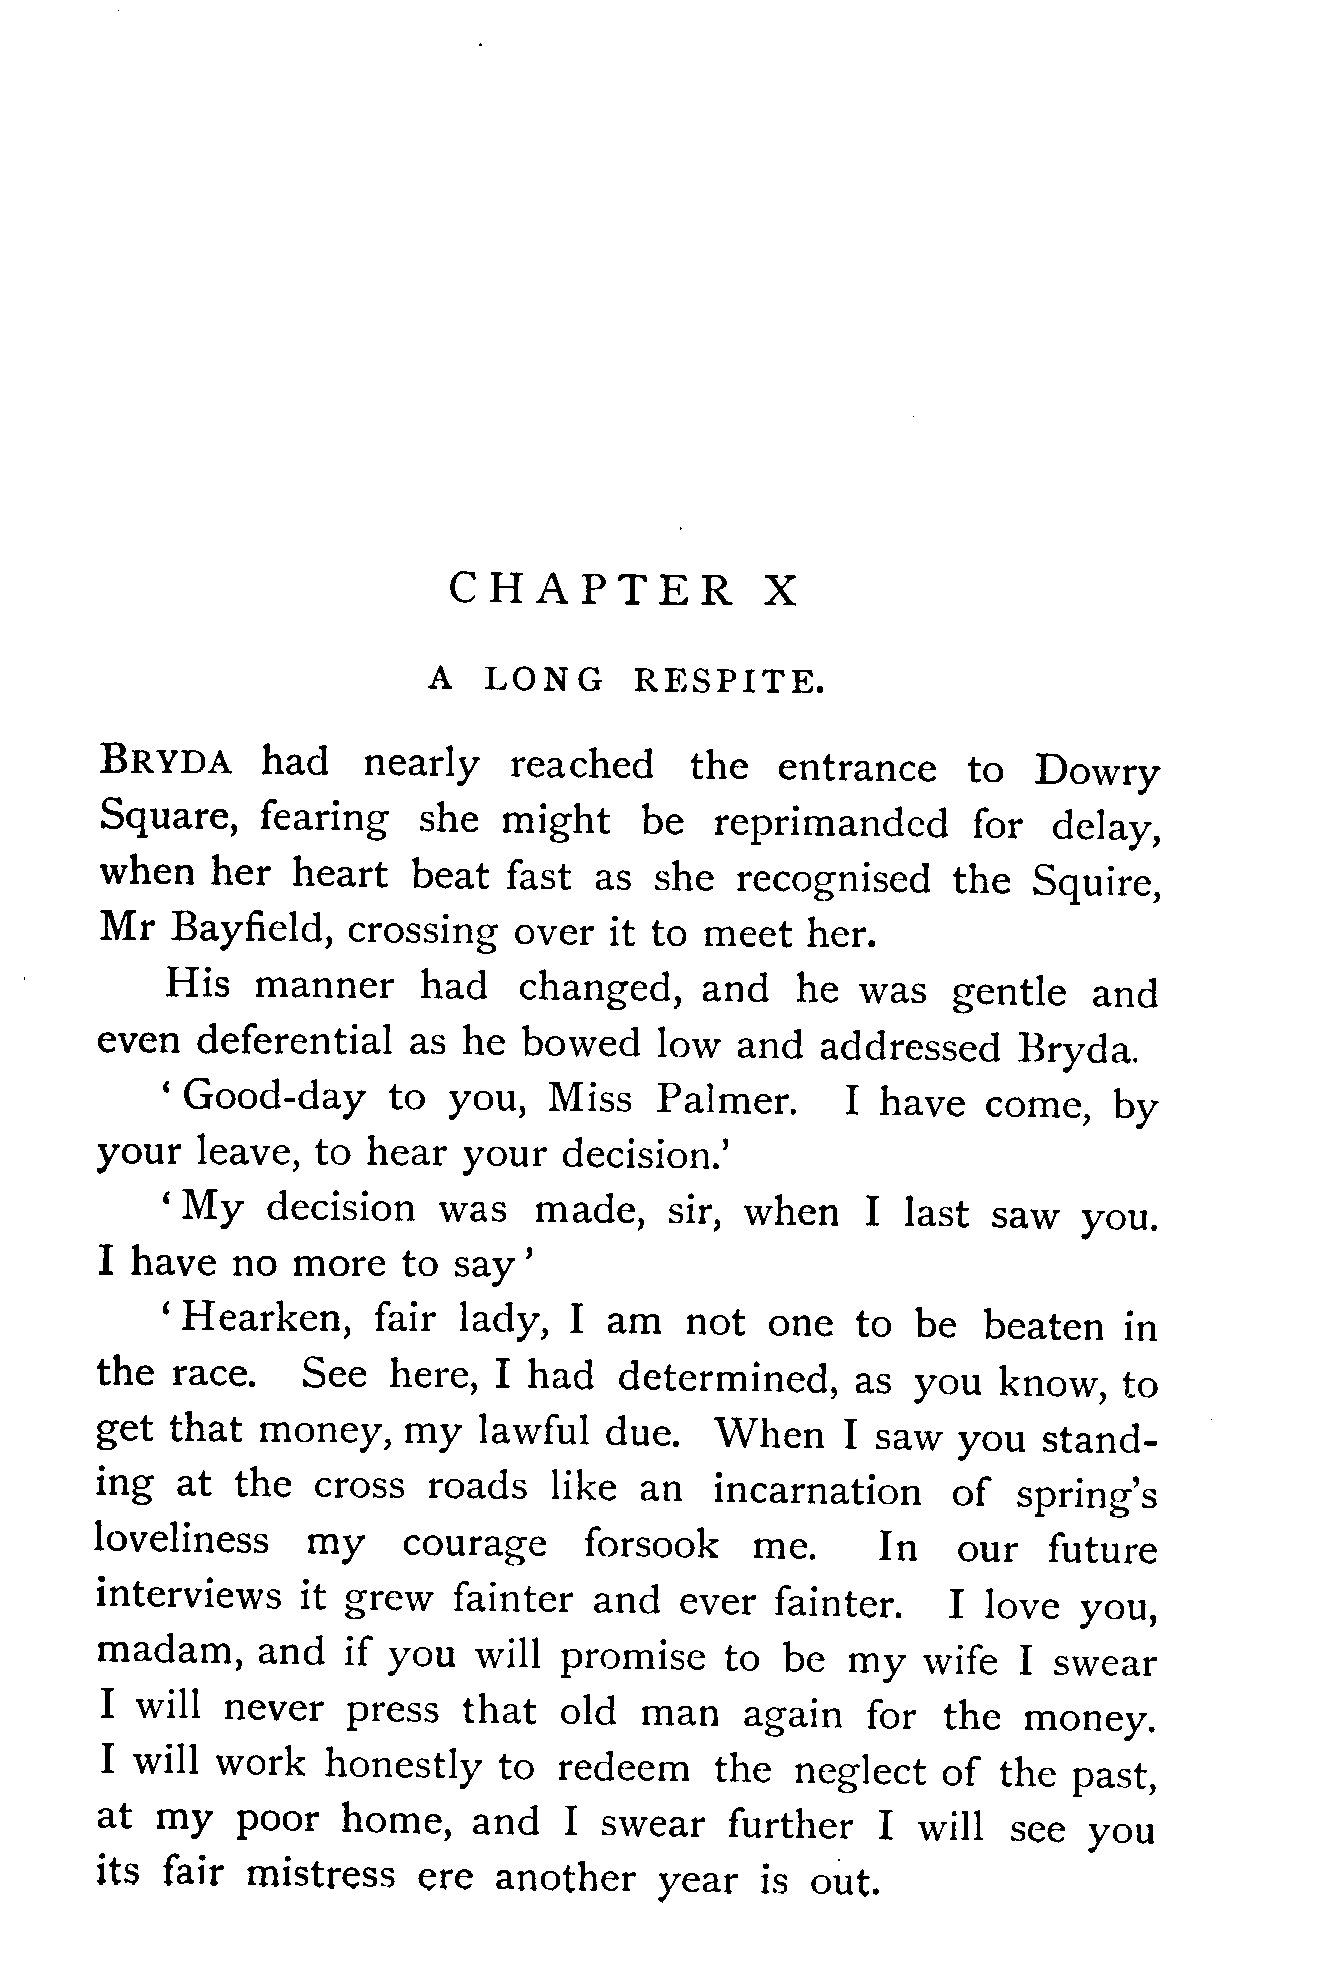 CHAPTER X
A LONG RESPITE.
BRYDA had nearly reached the entrance to Dowry
Square, fearing she might be reprimanded for delay,
when her heart beat fast as she recognised the Squire,
Mr Bayfield, crossing over it to meet her.
His manner had changed, and he was gentle and
even deferential as he bowed low and addressed Bryda.
‘ Good-day to you, Miss Palmer. I have come, by
your leave, to hear your decision.’
‘ My decision was made, sir, when I last saw you.
I have no more to say ’
‘ Hearken, fair lady, I am not one to be beaten in
the race. See here, I had determined, as you know, to
get that money, my lawful due. When I saw you stand-
ing at the cross roads like an incarnation of spring’s
loveliness my courage forsook me. In our future
interviews it grew fainter and ever fainter. I love you,
madam, and if you will promise to be my wife I swear
I will never press that old man again for the money.
I will work honestly to redeem the neglect of the past,
at my poor home, and I swear further I will see you
its fair mistress ere another year is out.